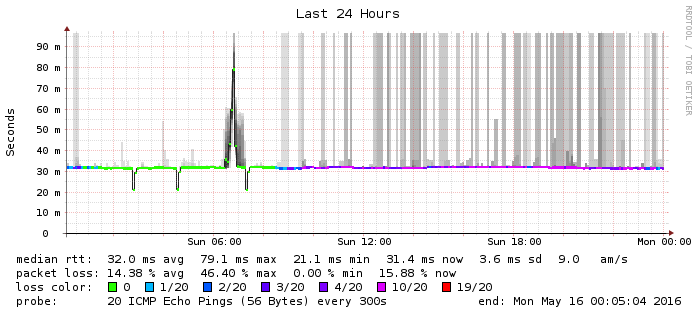 Last 24 Hours
RRDTOOL / TOBI OETIKER
Seconds
90 m
80 m
70 m
60 m
50 m
40 m
30 m
20 m
10 m
0
Sun 06:00 Sun 12:00 Sun 18:00 Mon 00:00
median rtt: 32.0 ms avg 79.1 ms max 21.1 ms min 31.4 ms now 3.6 ms sd 9.0 am/s
packet loss: 14.38 % avg 46.40 % max 0.00 % min 15.88 % now
loss color: 0 1/20 2/20 3/20 4/20 10/20 19/20
probe: 20 ICMP Echo Pings (56 Bytes) every 300s end: Mon May 16 00:05:04 2016